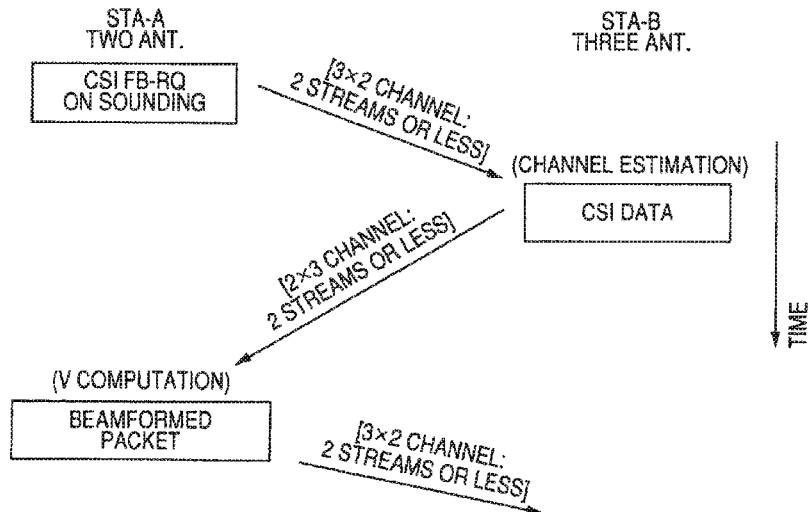 STA-A
TWO ANT.
STA-B
THREE ANT.
CSI FB-RQ
ON SOUNDING
[3×2 CHANNEL:
2 STREAMS OR LESS]
(CHANNEL ESTIMATION)
CSI DATA
[2×3 CHANNEL:
2 STREAMS OR LESS]
TIME
(V COMPUTATION)
BEAMFORMED
PACKET
[3×2 CHANNEL:
2 STREAMS OR LESS]